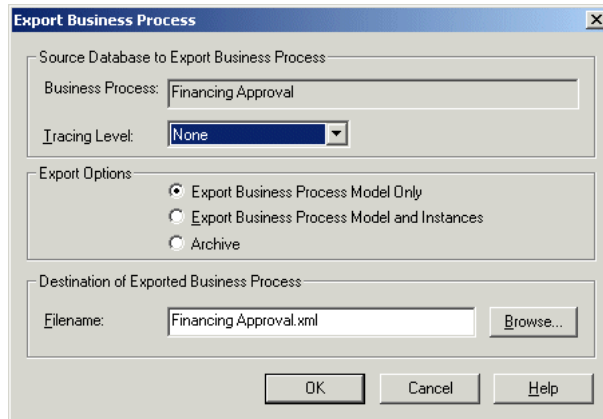 Export Business Process
Source Database to Export Business Process
Business Process: Financing Approval
Tracing Level: None
Export Options
Export Business Process Model Only
Export Business Process Model and Instances
Archive
Destination of Exported Business Process
Filename: Financing Approval.xml Browse...
OK Cancel Help